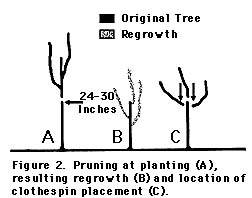 Original Tree
Regrowth
24-30
Inches
A
B
C
Figure 2. Pruning at planting (A),
resulting regrowth (B) and location of
clothespin placement (C).